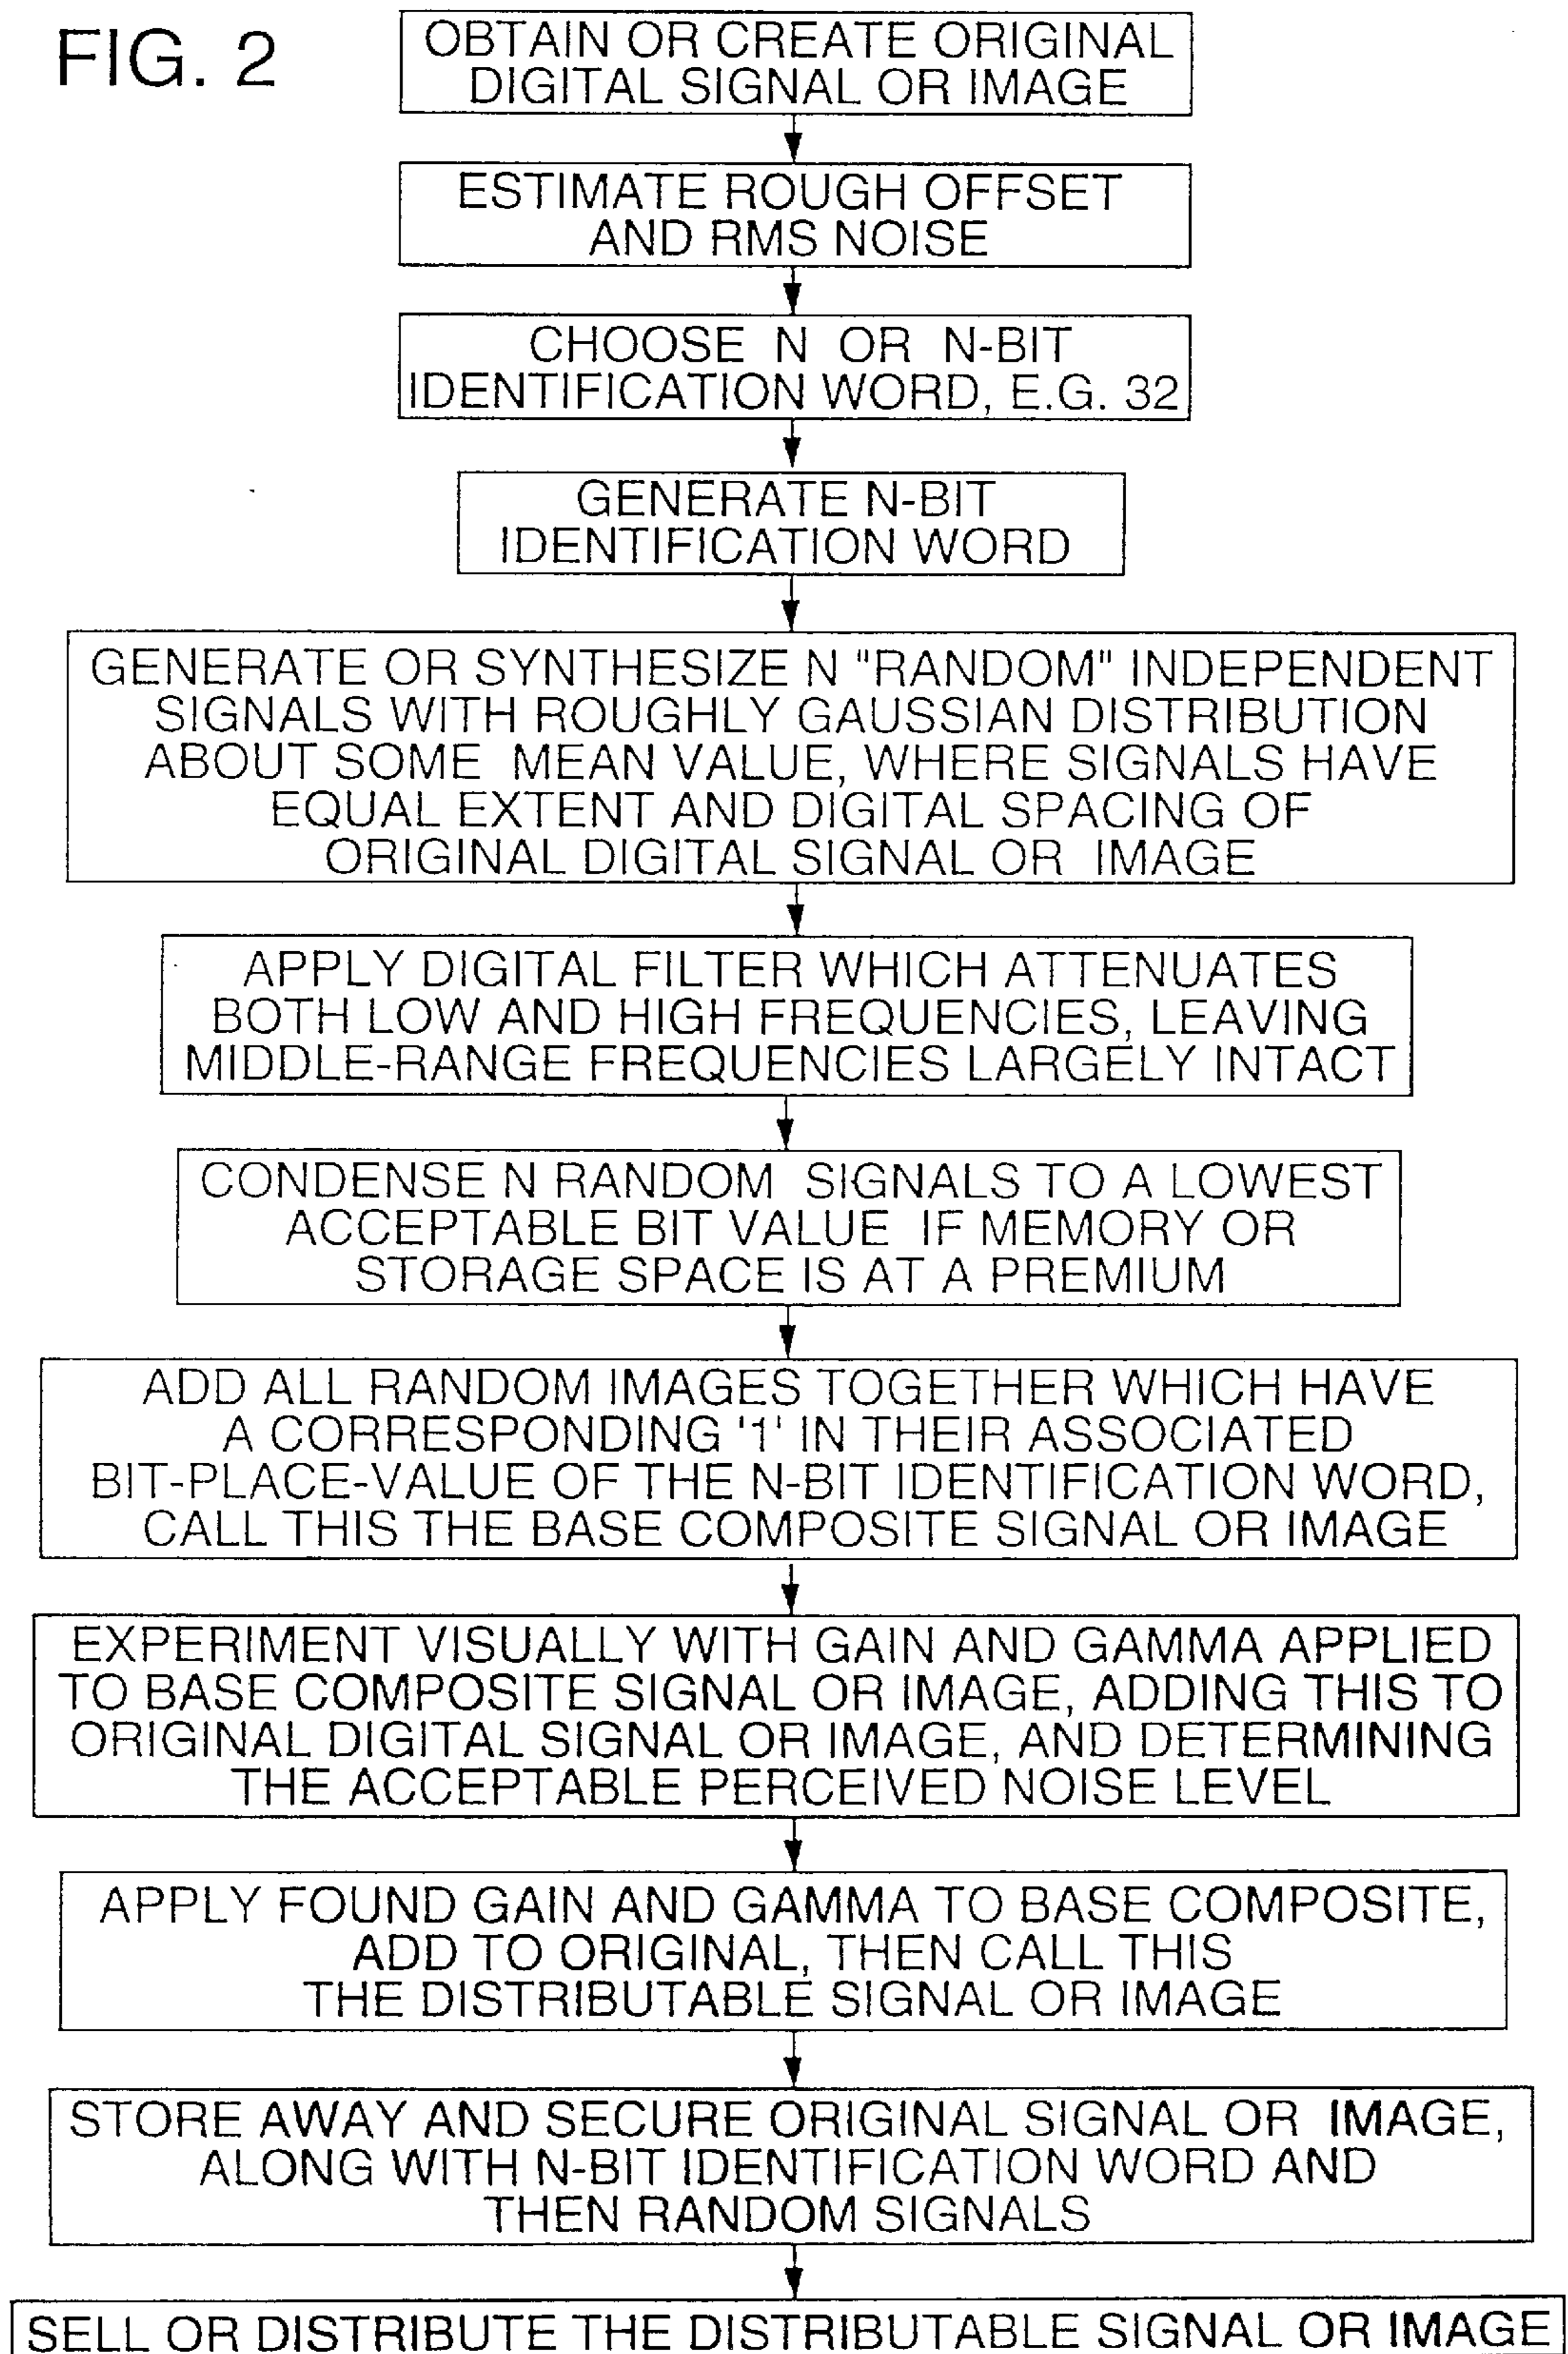 FIG. 2
OBTAIN OR CREATE ORIGINAL
DIGITAL SIGNAL OR IMAGE
ESTIMATE ROUGH OFFSET
AND RMS NOISE
CHOOSE N OR N-BIT
IDENTIFICATION WORD, E.G. 32
GENERATE N-BIT
IDENTIFICATION WORD
GENERATE OR SYNTHESIZE N "RANDOM" INDEPENDENT
SIGNALS WITH ROUGHLY GAUSSIAN DISTRIBUTION
ABOUT SOME MEAN VALUE, WHERE SIGNALS HAVE
EQUAL EXTENT AND DIGITAL SPACING OF
ORIGINAL DIGITAL SIGNAL OR IMAGE
APPLY DIGITAL FILTER WHICH ATTENUATES
BOTH LOW AND HIGH FREQUENCIES, LEAVING
MIDDLE-RANGE FREQUENCIES LARGELY INTACT
CONDENSE N RANDOM SIGNALS TO A LOWEST
ACCEPTABLE BIT VALUE IF MEMORY OR
STORAGE SPACE IS AT A PREMIUM
ADD ALL RANDOM IMAGES TOGETHER WHICH HAVE
A CORRESPONDING '1' IN THEIR ASSOCIATED
BIT-PLACE-VALUE OF THE N-BIT IDENTIFICATION WORD,
CALL THIS THE BASE COMPOSITE SIGNAL OR IMAGE
EXPERIMENT VISUALLY WITH GAIN AND GAMMA APPLIED
TO BASE COMPOSITE SIGNAL OR IMAGE, ADDING THIS TO
ORIGINAL DIGITAL SIGNAL OR IMAGE, AND DETERMINING
THE ACCEPTABLE PERCEIVED NOISE LEVEL
APPLY FOUND GAIN AND GAMMA TO BASE COMPOSITE,
ADD TO ORIGINAL, THEN CALL THIS
THE DISTRIBUTABLE SIGNAL OR IMAGE
STORE AWAY AND SECURE ORIGINAL SIGNAL OR IMAGE,
ALONG WITH N-BIT IDENTIFICATION WORD AND
THEN RANDOM SIGNALS
SELL OR DISTRIBUTE THE DISTRIBUTABLE SIGNAL OR IMAGE